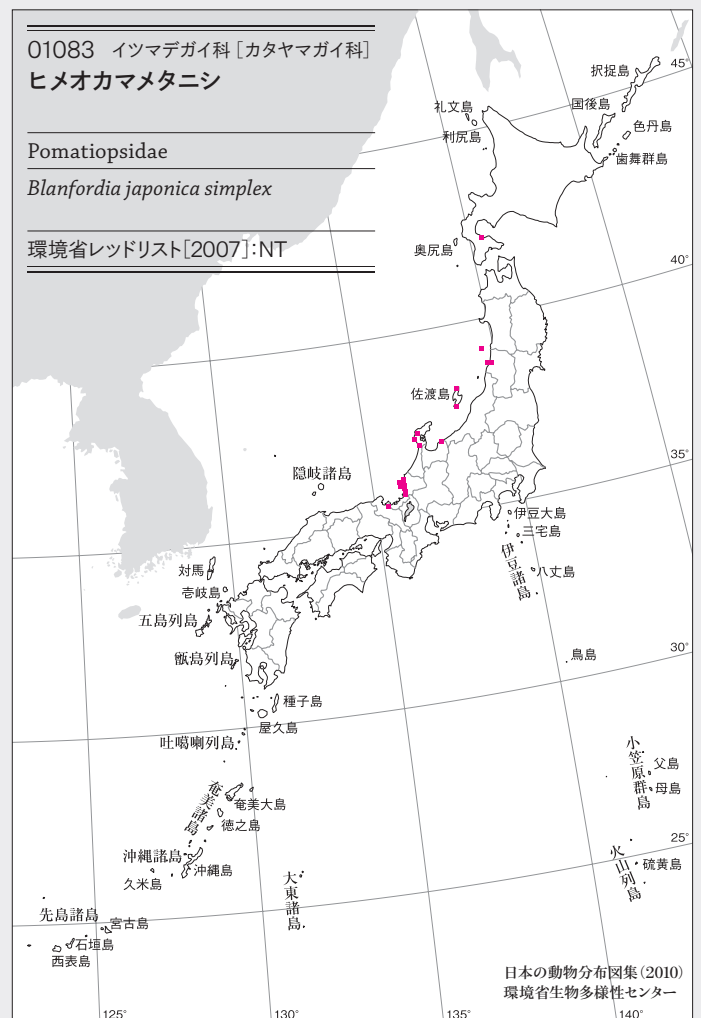 01083 イツマデガイ科［カタヤマガイ科］
ヒメオカマメタニシ
Pomatiopsidae
Blanfordia japonica simplex
環境省レッドリスト［2007］：NT
択捉島
45°
礼文島
国後島
利尻島
色丹島
歯舞群島
奥尻島
40°
佐渡島
35°
隠岐諸島
伊豆大島
三宅島
伊豆諸島
八丈島
対馬
壱岐島
五島列島
甑島列島
鳥島
30°
種子島
屋久島
吐噶喇列島
小笠原群島
父島
母島
奄美諸島
奄美大島
徳之島
沖縄諸島
沖縄島
久米島
25°
火山列島
硫黄島
大東諸島
先島諸島
宮古島
石垣島
西表島
日本の動物分布図集（2010）
環境省生物多様性センター
125°
130°
135°
140°